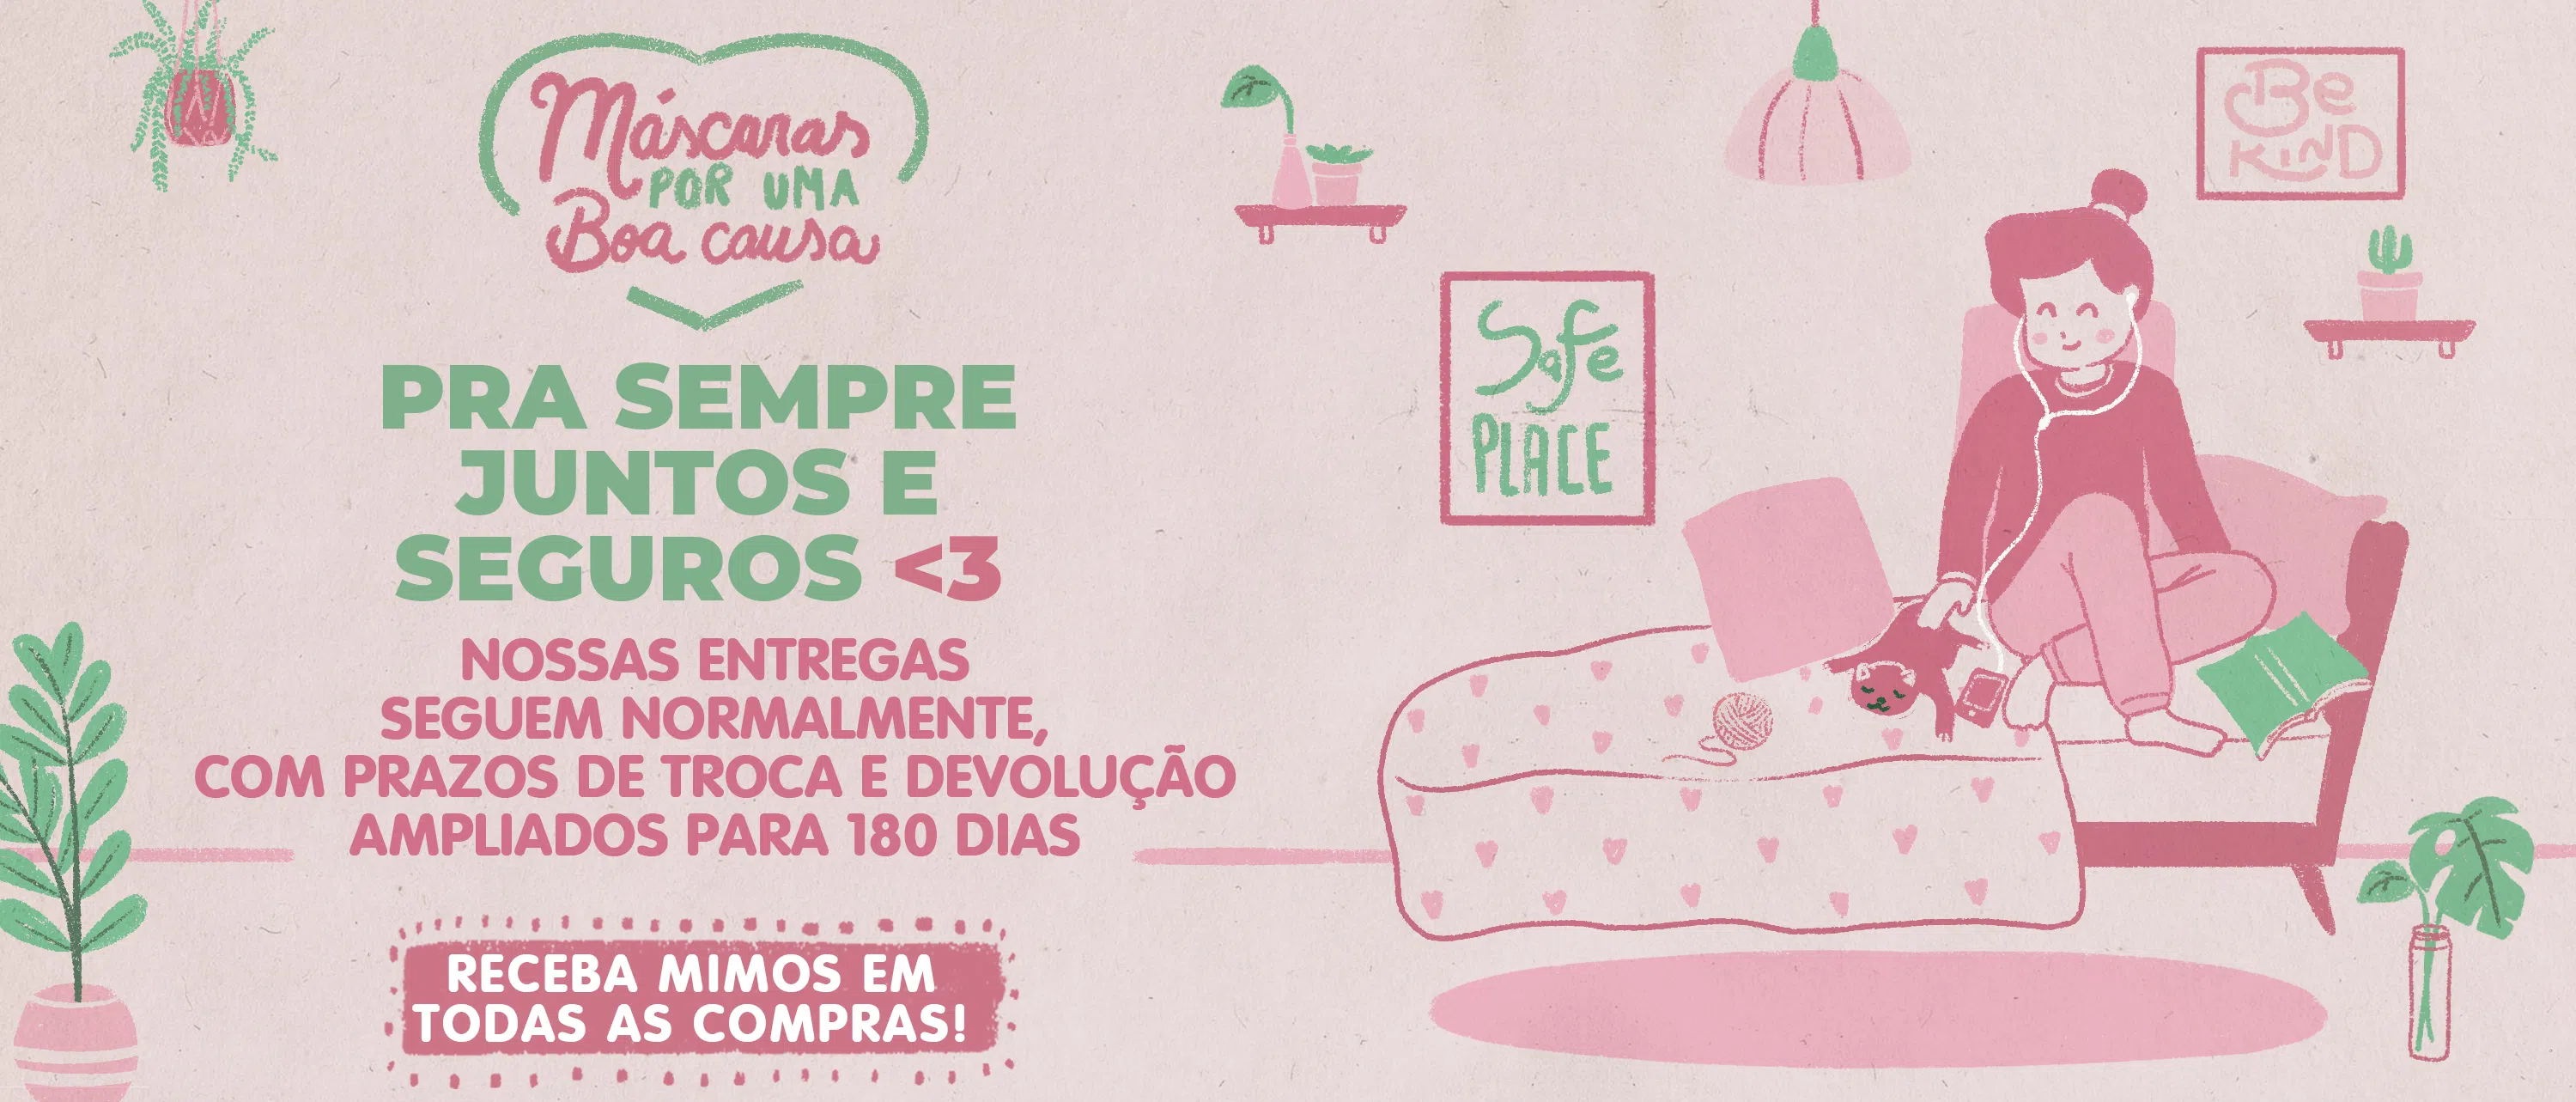 Máscaras
POR UMA
Boa causa
PRA SEMPRE
JUNTOS E
SEGUROS <3
NOSSAS ENTREGAS
SEGUEM NORMALMENTE,
COM PRAZOS DE TROCA E DEVOLUÇÃO
AMPLIADOS PARA 180 DIAS
RECEBA MIMOS EM
TODAS AS COMPRAS!
Safe
PLACE
Be
KIND